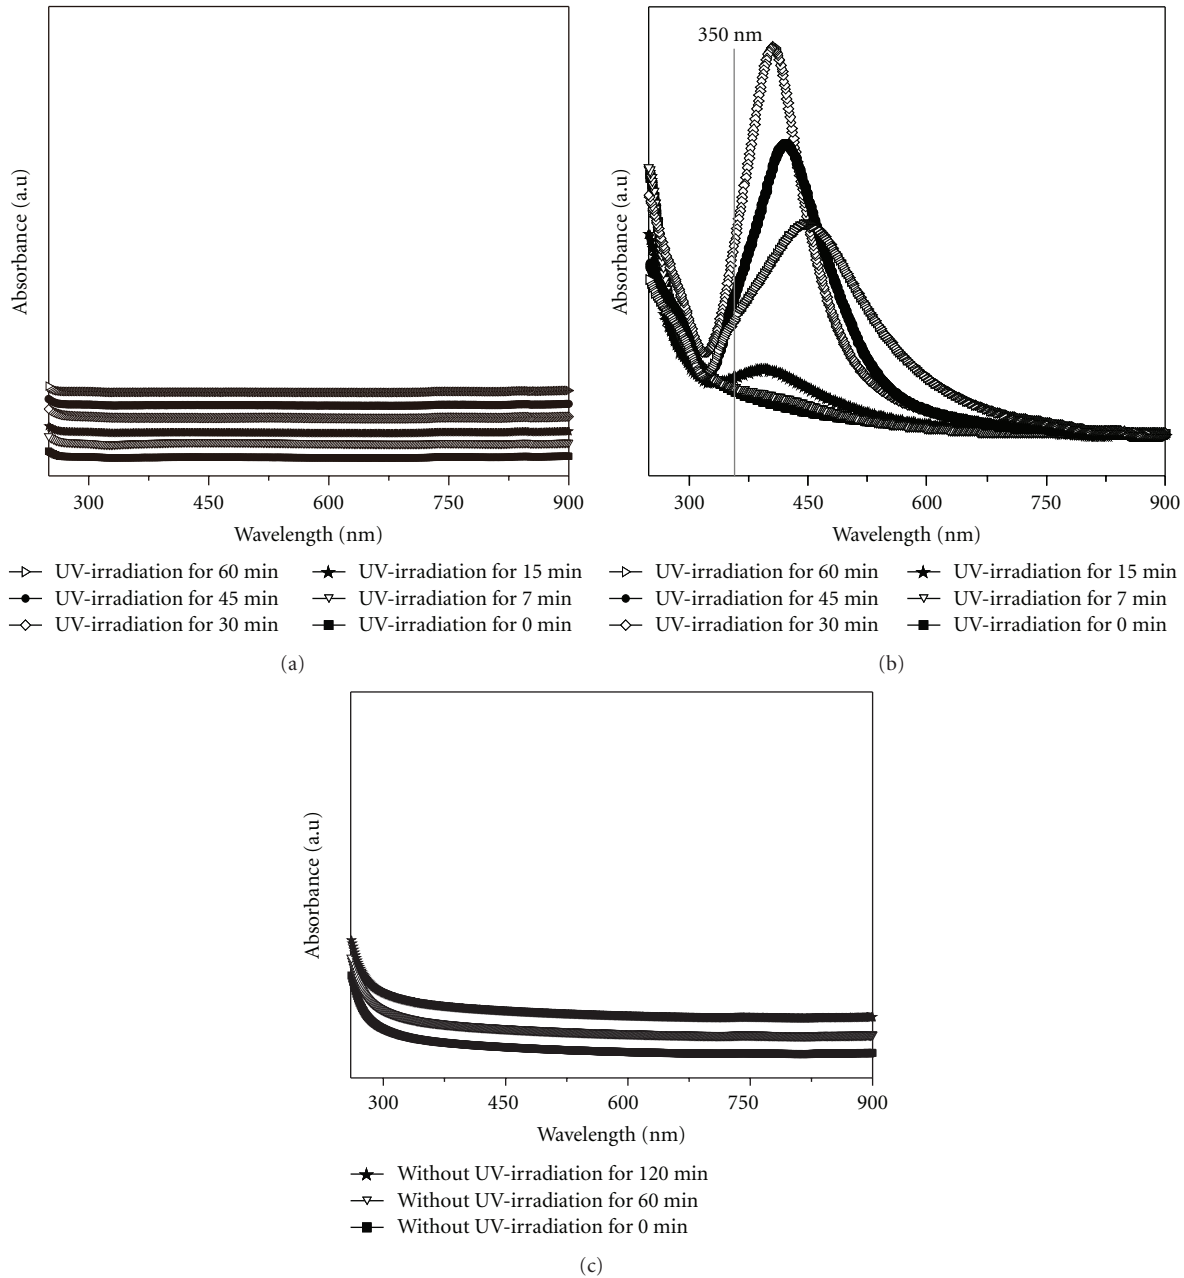 Absorbance (a.u)
300 450 600 750 900
Wavelength (nm)
UV-irradiation for 60 min
UV-irradiation for 45 min
UV-irradiation for 30 min
UV-irradiation for 15 min
UV-irradiation for 7 min
UV-irradiation for 0 min
(a)
350 nm
Absorbance (a.u)
300 450 600 750 900
Wavelength (nm)
UV-irradiation for 60 min
UV-irradiation for 45 min
UV-irradiation for 30 min
UV-irradiation for 15 min
UV-irradiation for 7 min
UV-irradiation for 0 min
(b)
Absorbance (a.u)
300 450 600 750 900
Wavelength (nm)
Without UV-irradiation for 120 min
Without UV-irradiation for 60 min
Without UV-irradiation for 0 min
(c)